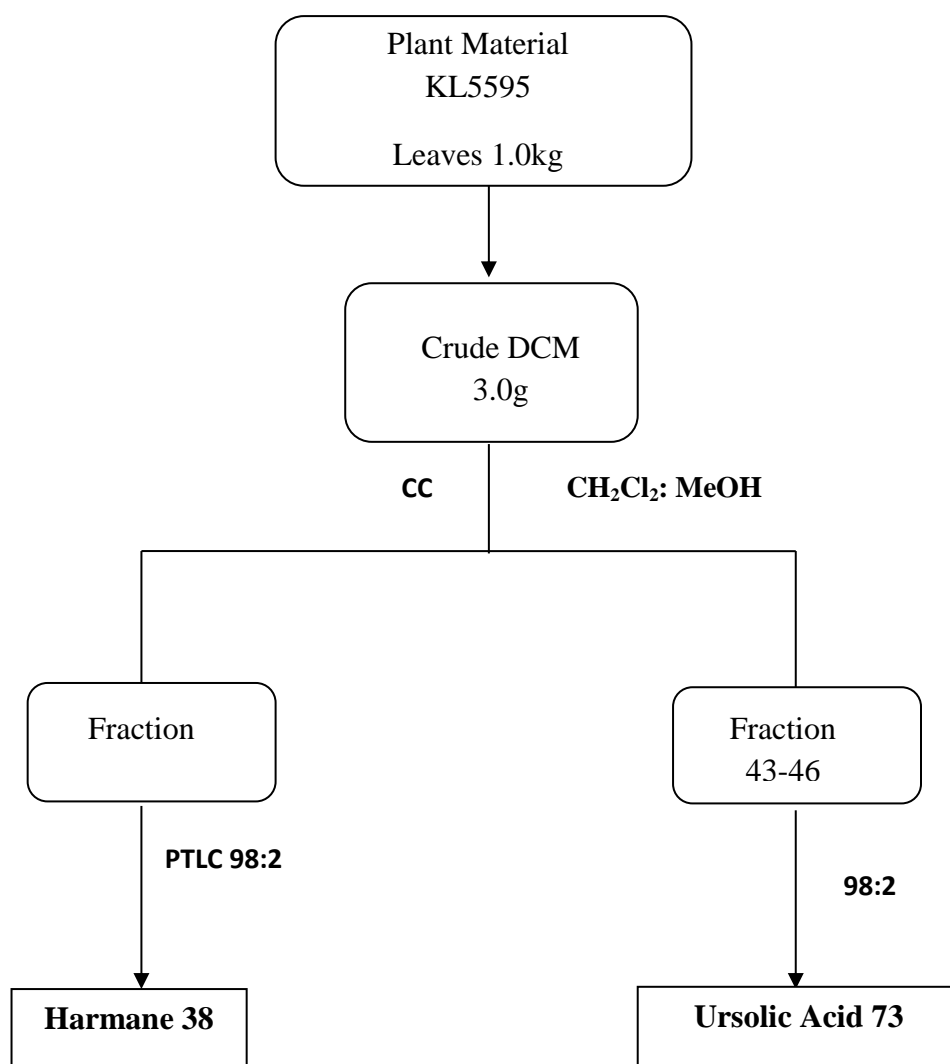 Plant Material
KL5595
Leaves 1.0kg
Crude DCM
3.0g
CC CH₂Cl₂: MeOH
Fraction
Fraction
43-46
PTLC 98:2
98:2
Harmane 38
Ursolic Acid 73